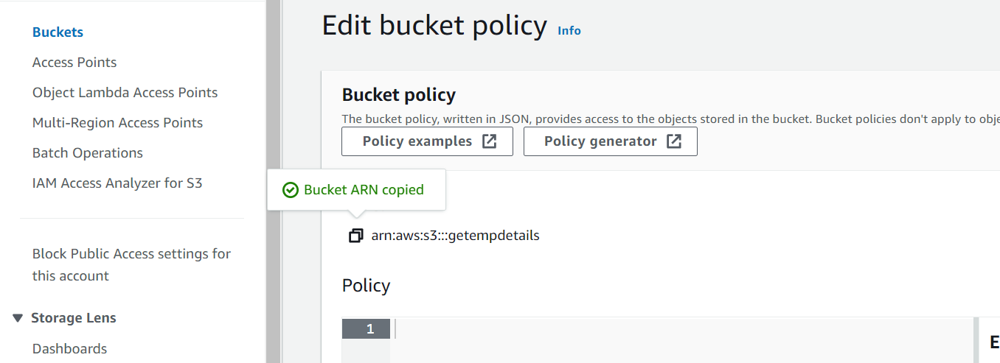 Buckets
Access Points
Object Lambda Access Points
Multi-Region Access Points
Batch Operations
IAM Access Analyzer for S3
Block Public Access settings for
this account
Storage Lens
Dashboards
Edit bucket policy Info
Bucket policy
The bucket policy, written in JSON, provides access to the objects stored in the bucket. Bucket policies don't apply to obje
Policy examples Policy generator
Bucket ARN copied
arn:aws:s3:::getempdetails
Policy
1
E